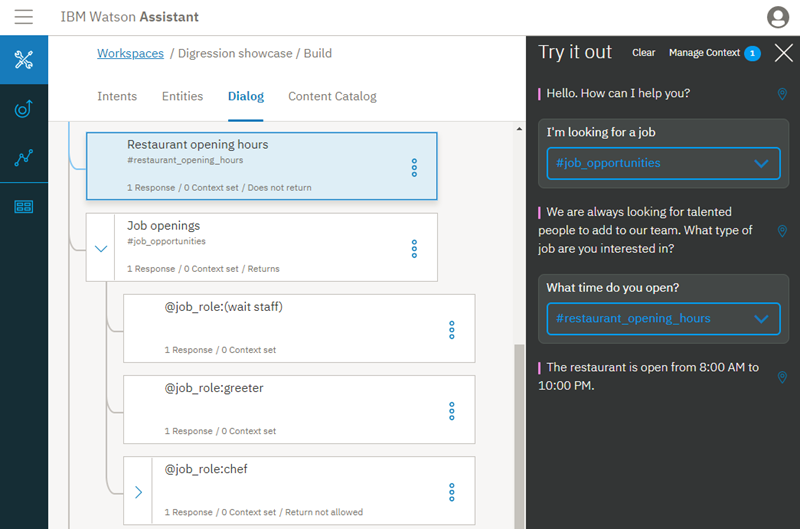 IBM Watson Assistant
Workspaces / Digression showcase / Build
Intents Entities Dialog Content Catalog
Restaurant opening hours
#restaurant_opening_hours
1 Response / 0 Context set / Does not return
Job openings
#job_opportunities
1 Response / 0 Context set / Returns
@job_role:(wait staff)
1 Response / 0 Context set
@job_role:greeter
1 Response / 0 Context set
@job_role:chef
1 Response / 0 Context set / Return not allowed
Try it out Clear Manage Context 1
Hello. How can I help you?
I'm looking for a job
#job_opportunities
We are always looking for talented
people to add to our team. What type of
job are you interested in?
What time do you open?
#restaurant_opening_hours
The restaurant is open from 8:00 AM to
10:00 PM.